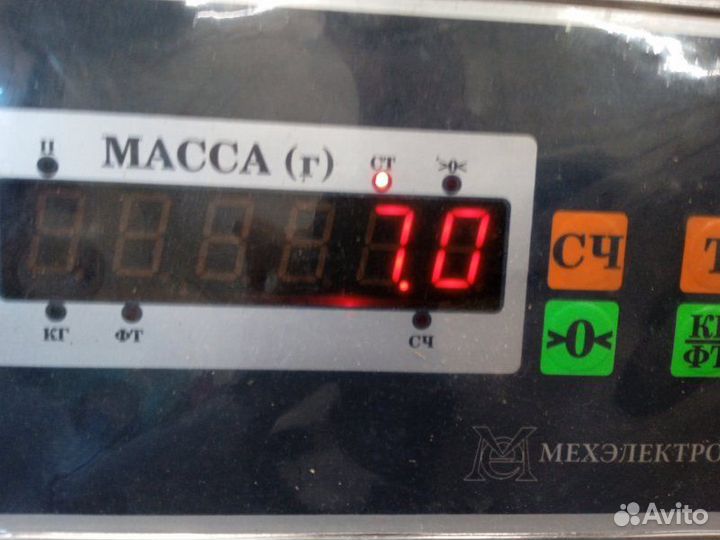 П МАССА (г) СТ >0<
7.0
КГ ФТ СЧ
СЧ Т
>0< КГ
ФТ
МЕХЭЛЕКТРО
Avito